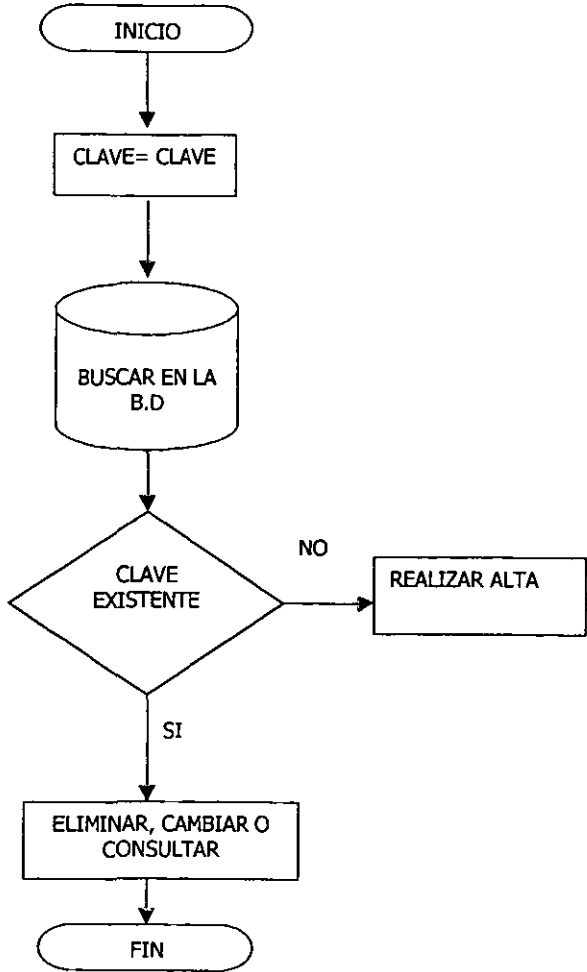 INICIO
CLAVE= CLAVE
BUSCAR EN LA
B.D
CLAVE
EXISTENTE
NO
REALIZAR ALTA
SI
ELIMINAR, CAMBIAR O
CONSULTAR
FIN